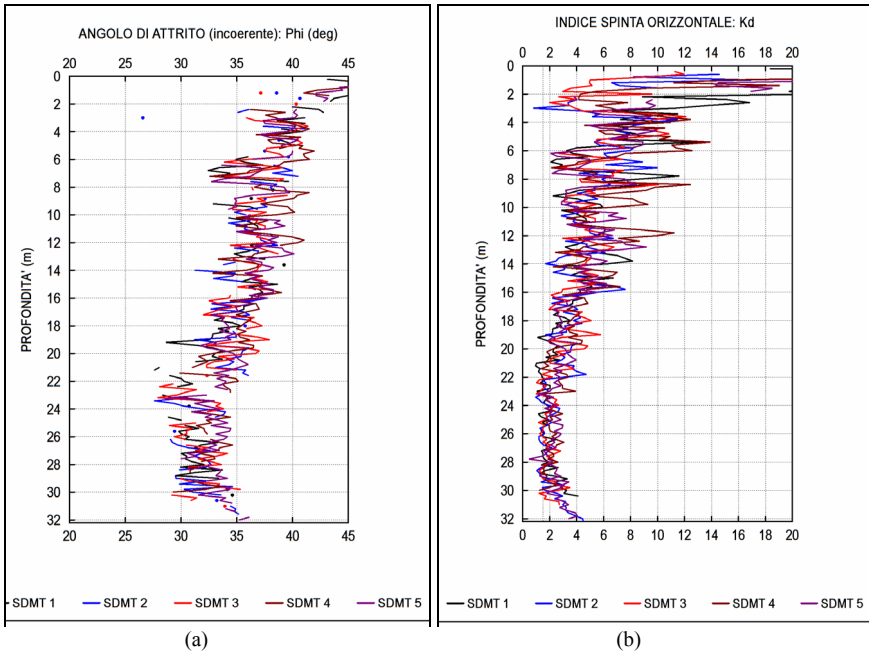 ANGOLO DI ATTRITO (incoerente): Phi (deg)
20 25 30 35 40 45
0
2
4
6
8
10
12
14
16
18
20
22
24
26
28
30
32
PROFONDITA' (m)
20 25 30 35 40 45
SDMT 1 SDMT 2 SDMT 3 SDMT 4 SDMT 5
(a)
INDICE SPINTA ORIZZONTALE: Kd
0 2 4 6 8 10 12 14 16 18 20
0
2
4
6
8
10
12
14
16
18
20
22
24
26
28
30
32
PROFONDITA' (m)
0 2 4 6 8 10 12 14 16 18 20
SDMT 1 SDMT 2 SDMT 3 SDMT 4 SDMT 5
(b)